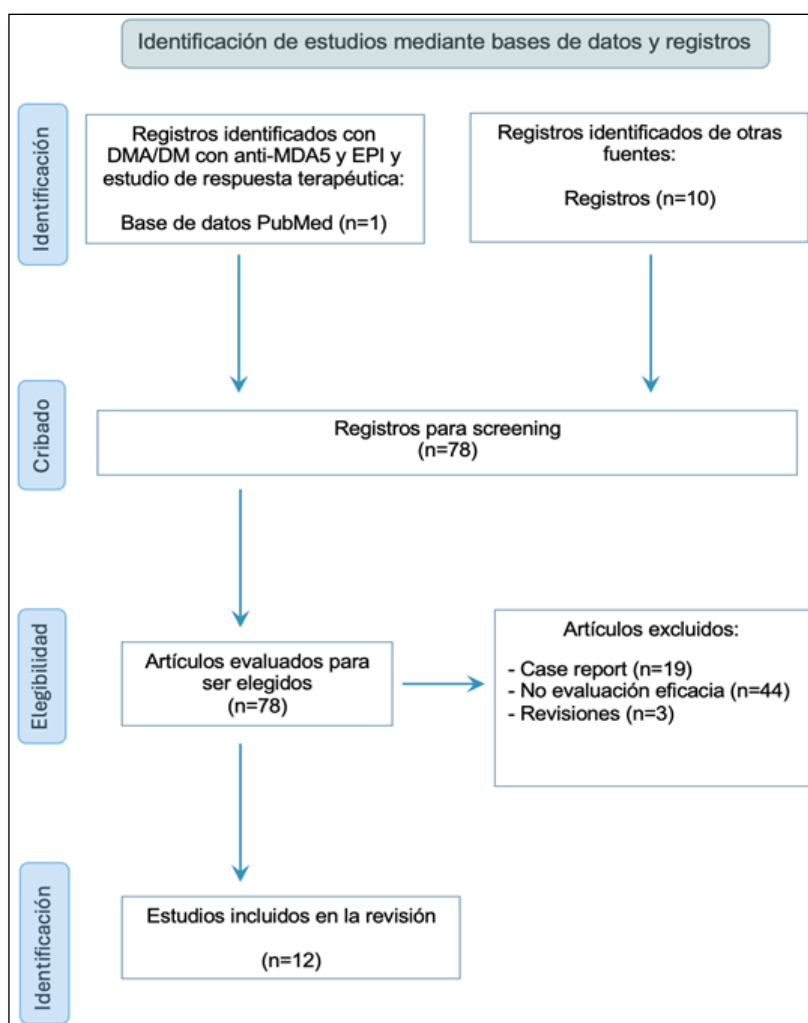 Identificación de estudios mediante bases de datos y registros
Identificación
Registros identificados con
DMA/DM con anti-MDA5 y EPI y
estudio de respuesta terapéutica:
Base de datos PubMed (n=1)
Registros identificados de otras
fuentes:
Registros (n=10)
Cribado
Registros para screening
(n=78)
Elegibilidad
Artículos evaluados para
ser elegidos
(n=78)
Artículos excluidos:
- Case report (n=19)
- No evaluación eficacia (n=44)
- Revisiones (n=3)
Identificación
Estudios incluidos en la revisión
(n=12)